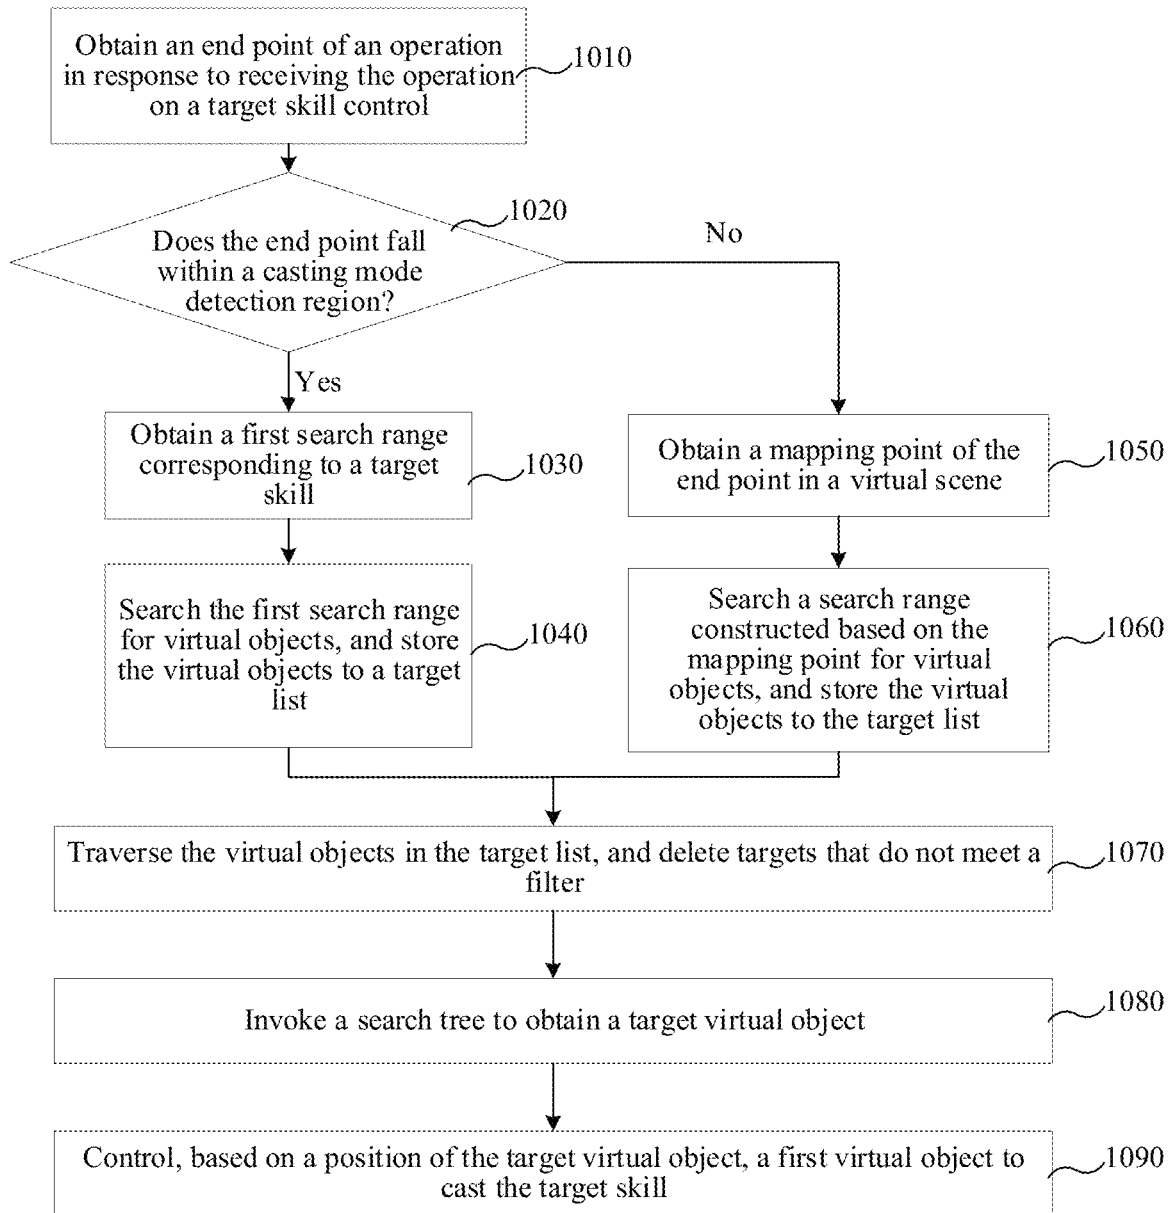 Obtain an end point of an operation
in response to receiving the operation
on a target skill control
1010
1020
Does the end point fall
within a casting mode
detection region?
No
Yes
Obtain a first search range
corresponding to a target
skill
1030
Obtain a mapping point of the
end point in a virtual scene
1050
Search the first search range
for virtual objects, and store
the virtual objects to a target
list
1040
Search a search range
constructed based on the
mapping point for virtual
objects, and store the virtual
objects to the target list
1060
Traverse the virtual objects in the target list, and delete targets that do not meet a
filter
1070
Invoke a search tree to obtain a target virtual object
1080
Control, based on a position of the target virtual object, a first virtual object to
cast the target skill
1090